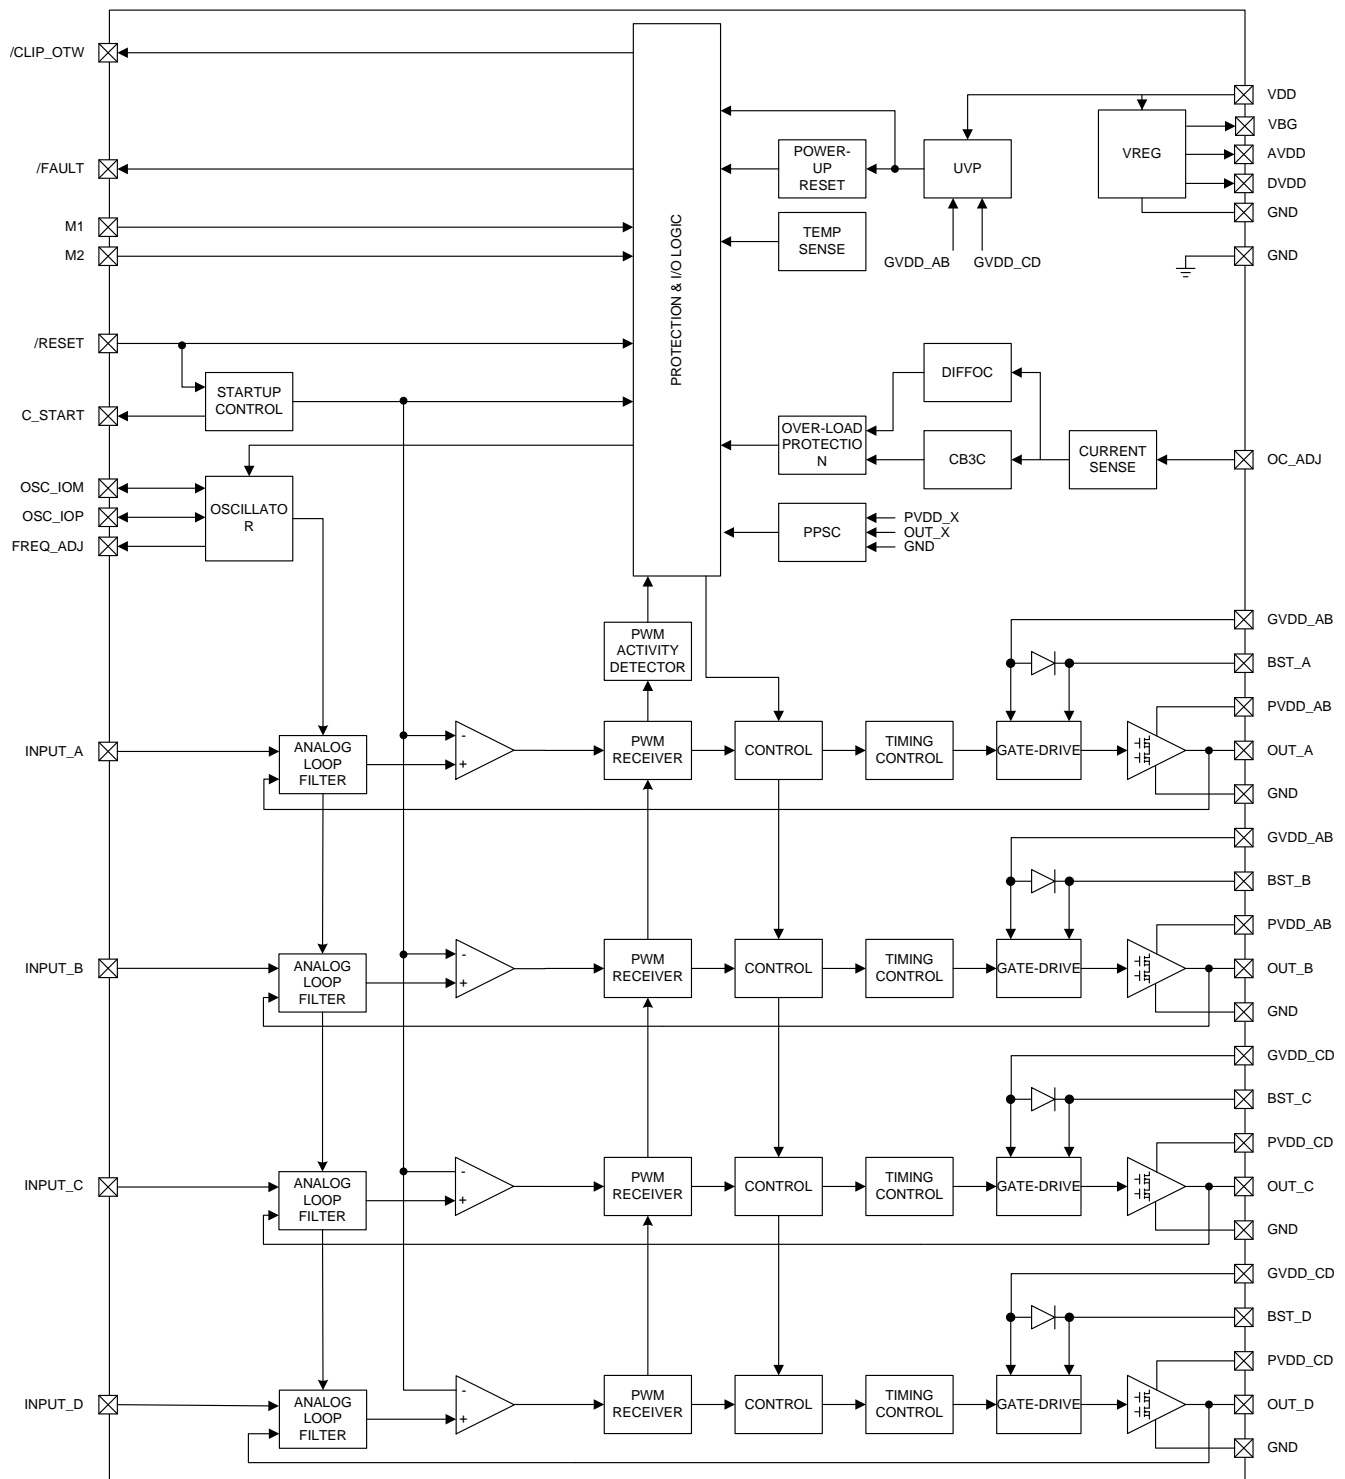 /CLIP_OTW
/FAULT
M1
M2
/RESET
STARTUP
CONTROL
C_START
OSC_IOM
OSC_IOP
FREQ_ADJ
OSCILLATO
R
PROTECTION & I/O LOGIC
POWER-
UP
RESET
UVP
VREG
TEMP
SENSE
GVDD_AB
GVDD_CD
VDD
VBG
AVDD
DVDD
GND
GND
DIFFOC
OVER-LOAD
PROTECTIO
N
CB3C
CURRENT
SENSE
OC_ADJ
PPSC
PVDD_X
OUT_X
GND
PWM
ACTIVITY
DETECTOR
INPUT_A
ANALOG
LOOP
FILTER
-
+
PWM
RECEIVER
CONTROL
TIMING
CONTROL
GATE-DRIVE
GVDD_AB
BST_A
PVDD_AB
OUT_A
GND
INPUT_B
ANALOG
LOOP
FILTER
-
+
PWM
RECEIVER
CONTROL
TIMING
CONTROL
GATE-DRIVE
GVDD_AB
BST_B
PVDD_AB
OUT_B
GND
INPUT_C
ANALOG
LOOP
FILTER
-
+
PWM
RECEIVER
CONTROL
TIMING
CONTROL
GATE-DRIVE
GVDD_CD
BST_C
PVDD_CD
OUT_C
GND
INPUT_D
ANALOG
LOOP
FILTER
-
+
PWM
RECEIVER
CONTROL
TIMING
CONTROL
GATE-DRIVE
GVDD_CD
BST_D
PVDD_CD
OUT_D
GND